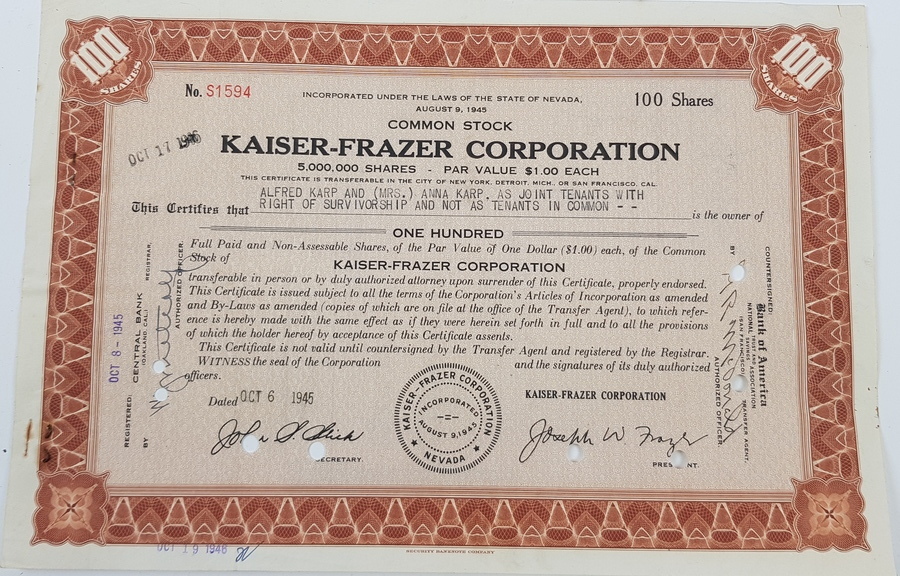 100 SHARES
100 SHARES
No. S1594
INCORPORATED UNDER THE LAWS OF THE STATE OF NEVADA,
AUGUST 9, 1945
100 Shares
OCT 17
COMMON STOCK
KAISER-FRAZER CORPORATION
5,000,000 SHARES - PAR VALUE $1.00 EACH
THIS CERTIFICATE IS TRANSFERABLE IN THE CITY OF NEW YORK, DETROIT, MICH. OR SAN FRANCISCO, CAL.
ALFRED KARP AND (MRS.) ANNA KARP, AS JOINT TENANTS WITH
This Certifies that RIGHT OF SURVIVORSHIP AND NOT AS TENANTS IN COMMON - - is the owner of
ONE HUNDRED
Full Paid and Non-Assessable Shares, of the Par Value of One Dollar ($1.00) each, of the Common
Stock of
KAISER-FRAZER CORPORATION
transferable in person or by duly authorized attorney upon surrender of this Certificate, properly endorsed.
This Certificate is issued subject to all the terms of the Corporation's Articles of Incorporation as amended
and By-Laws as amended (copies of which are on file at the office of the Transfer Agent), to which refer-
ence is hereby made with the same effect as if they were herein set forth in full and to all the provisions
of which the holder hereof by acceptance of this Certificate assents.
This Certificate is not valid until countersigned by the Transfer Agent and registered by the Registrar.
WITNESS the seal of the Corporation and the signatures of its duly authorized
officers.
Dated OCT 6 1945
KAISER-FRAZER CORPORATION
INCORPORATED
AUGUST 9, 1945
NEVADA
KAISER-FRAZER CORPORATION
SECRETARY.
Joseph W Frazer
PRES NT.
OCT 8 - 1945
REGISTERED:
CENTRAL BANK
(OAKLAND, CAL.) REGISTRAR,
BY
AUTHORIZED OFFICER.
COUNTERSIGNED:
Bank of America
NATIONAL TRUST AND SAVINGS ASSOCIATION
(SAN FRANCISCO) TRANSFER AGENT,
BY
AUTHORIZED OFFICER.
OCT 19 1946
SECURITY BANKNOTE COMPANY